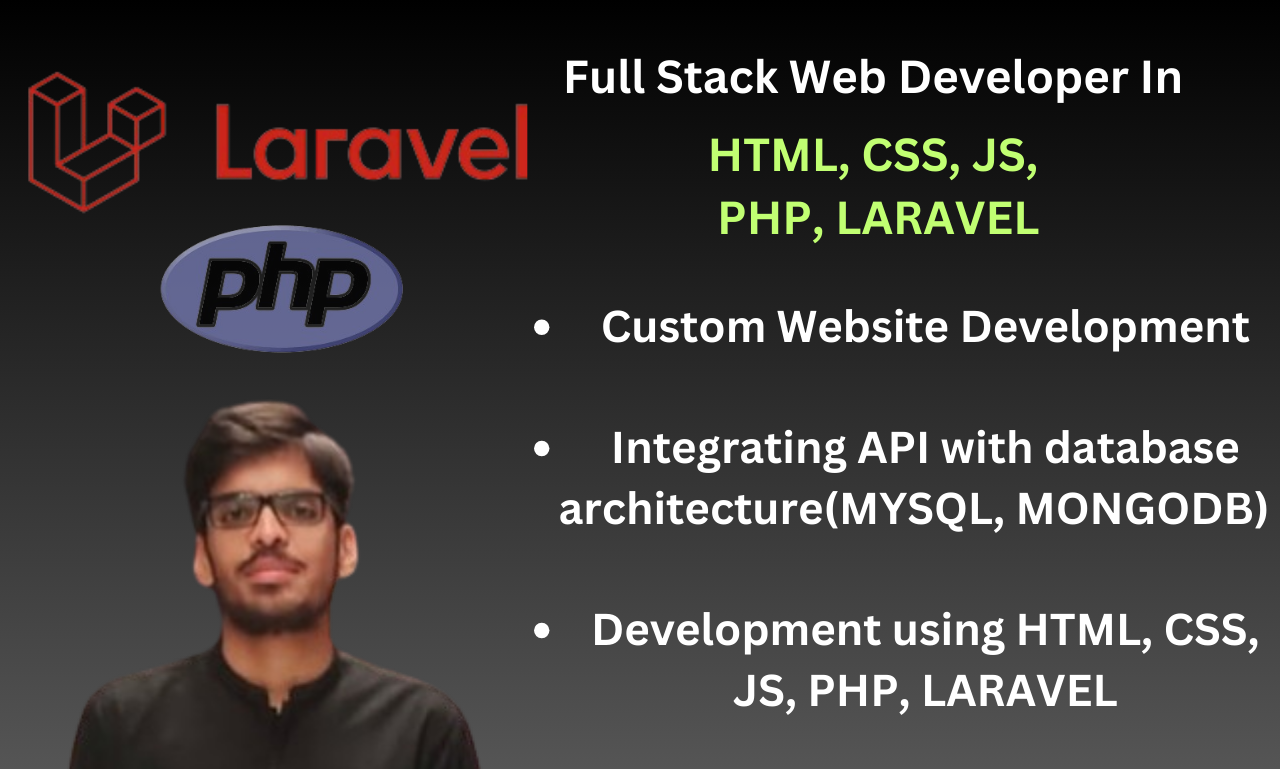 Laravel
php
Full Stack Web Developer In
HTML, CSS, JS,
PHP, LARAVEL
• Custom Website Development
• Integrating API with database
architecture(MYSQL, MONGODB)
• Development using HTML, CSS,
JS, PHP, LARAVEL